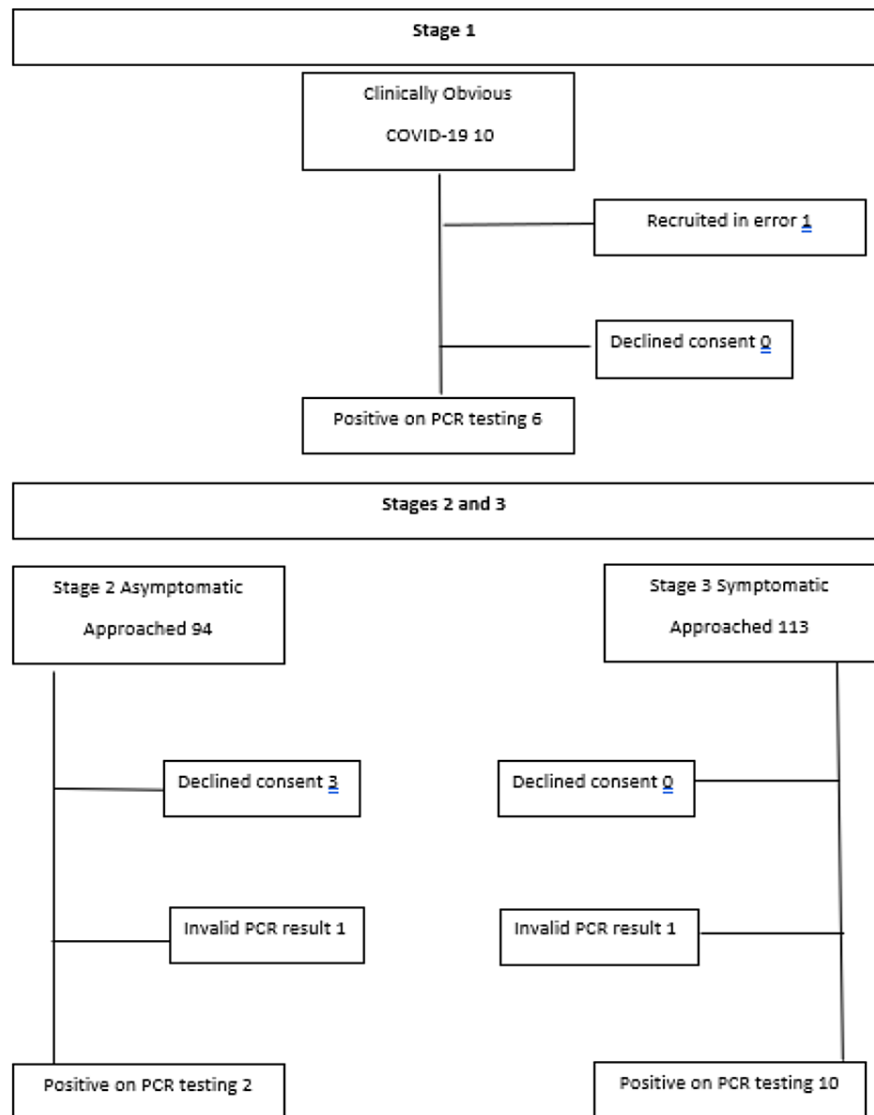 Stage 1
Clinically Obvious
COVID-19 10
Recruited in error 1
Declined consent 0
Positive on PCR testing 6
Stages 2 and 3
Stage 2 Asymptomatic
Approached 94
Stage 3 Symptomatic
Approached 113
Declined consent 3
Declined consent 0
Invalid PCR result 1
Invalid PCR result 1
Positive on PCR testing 2
Positive on PCR testing 10